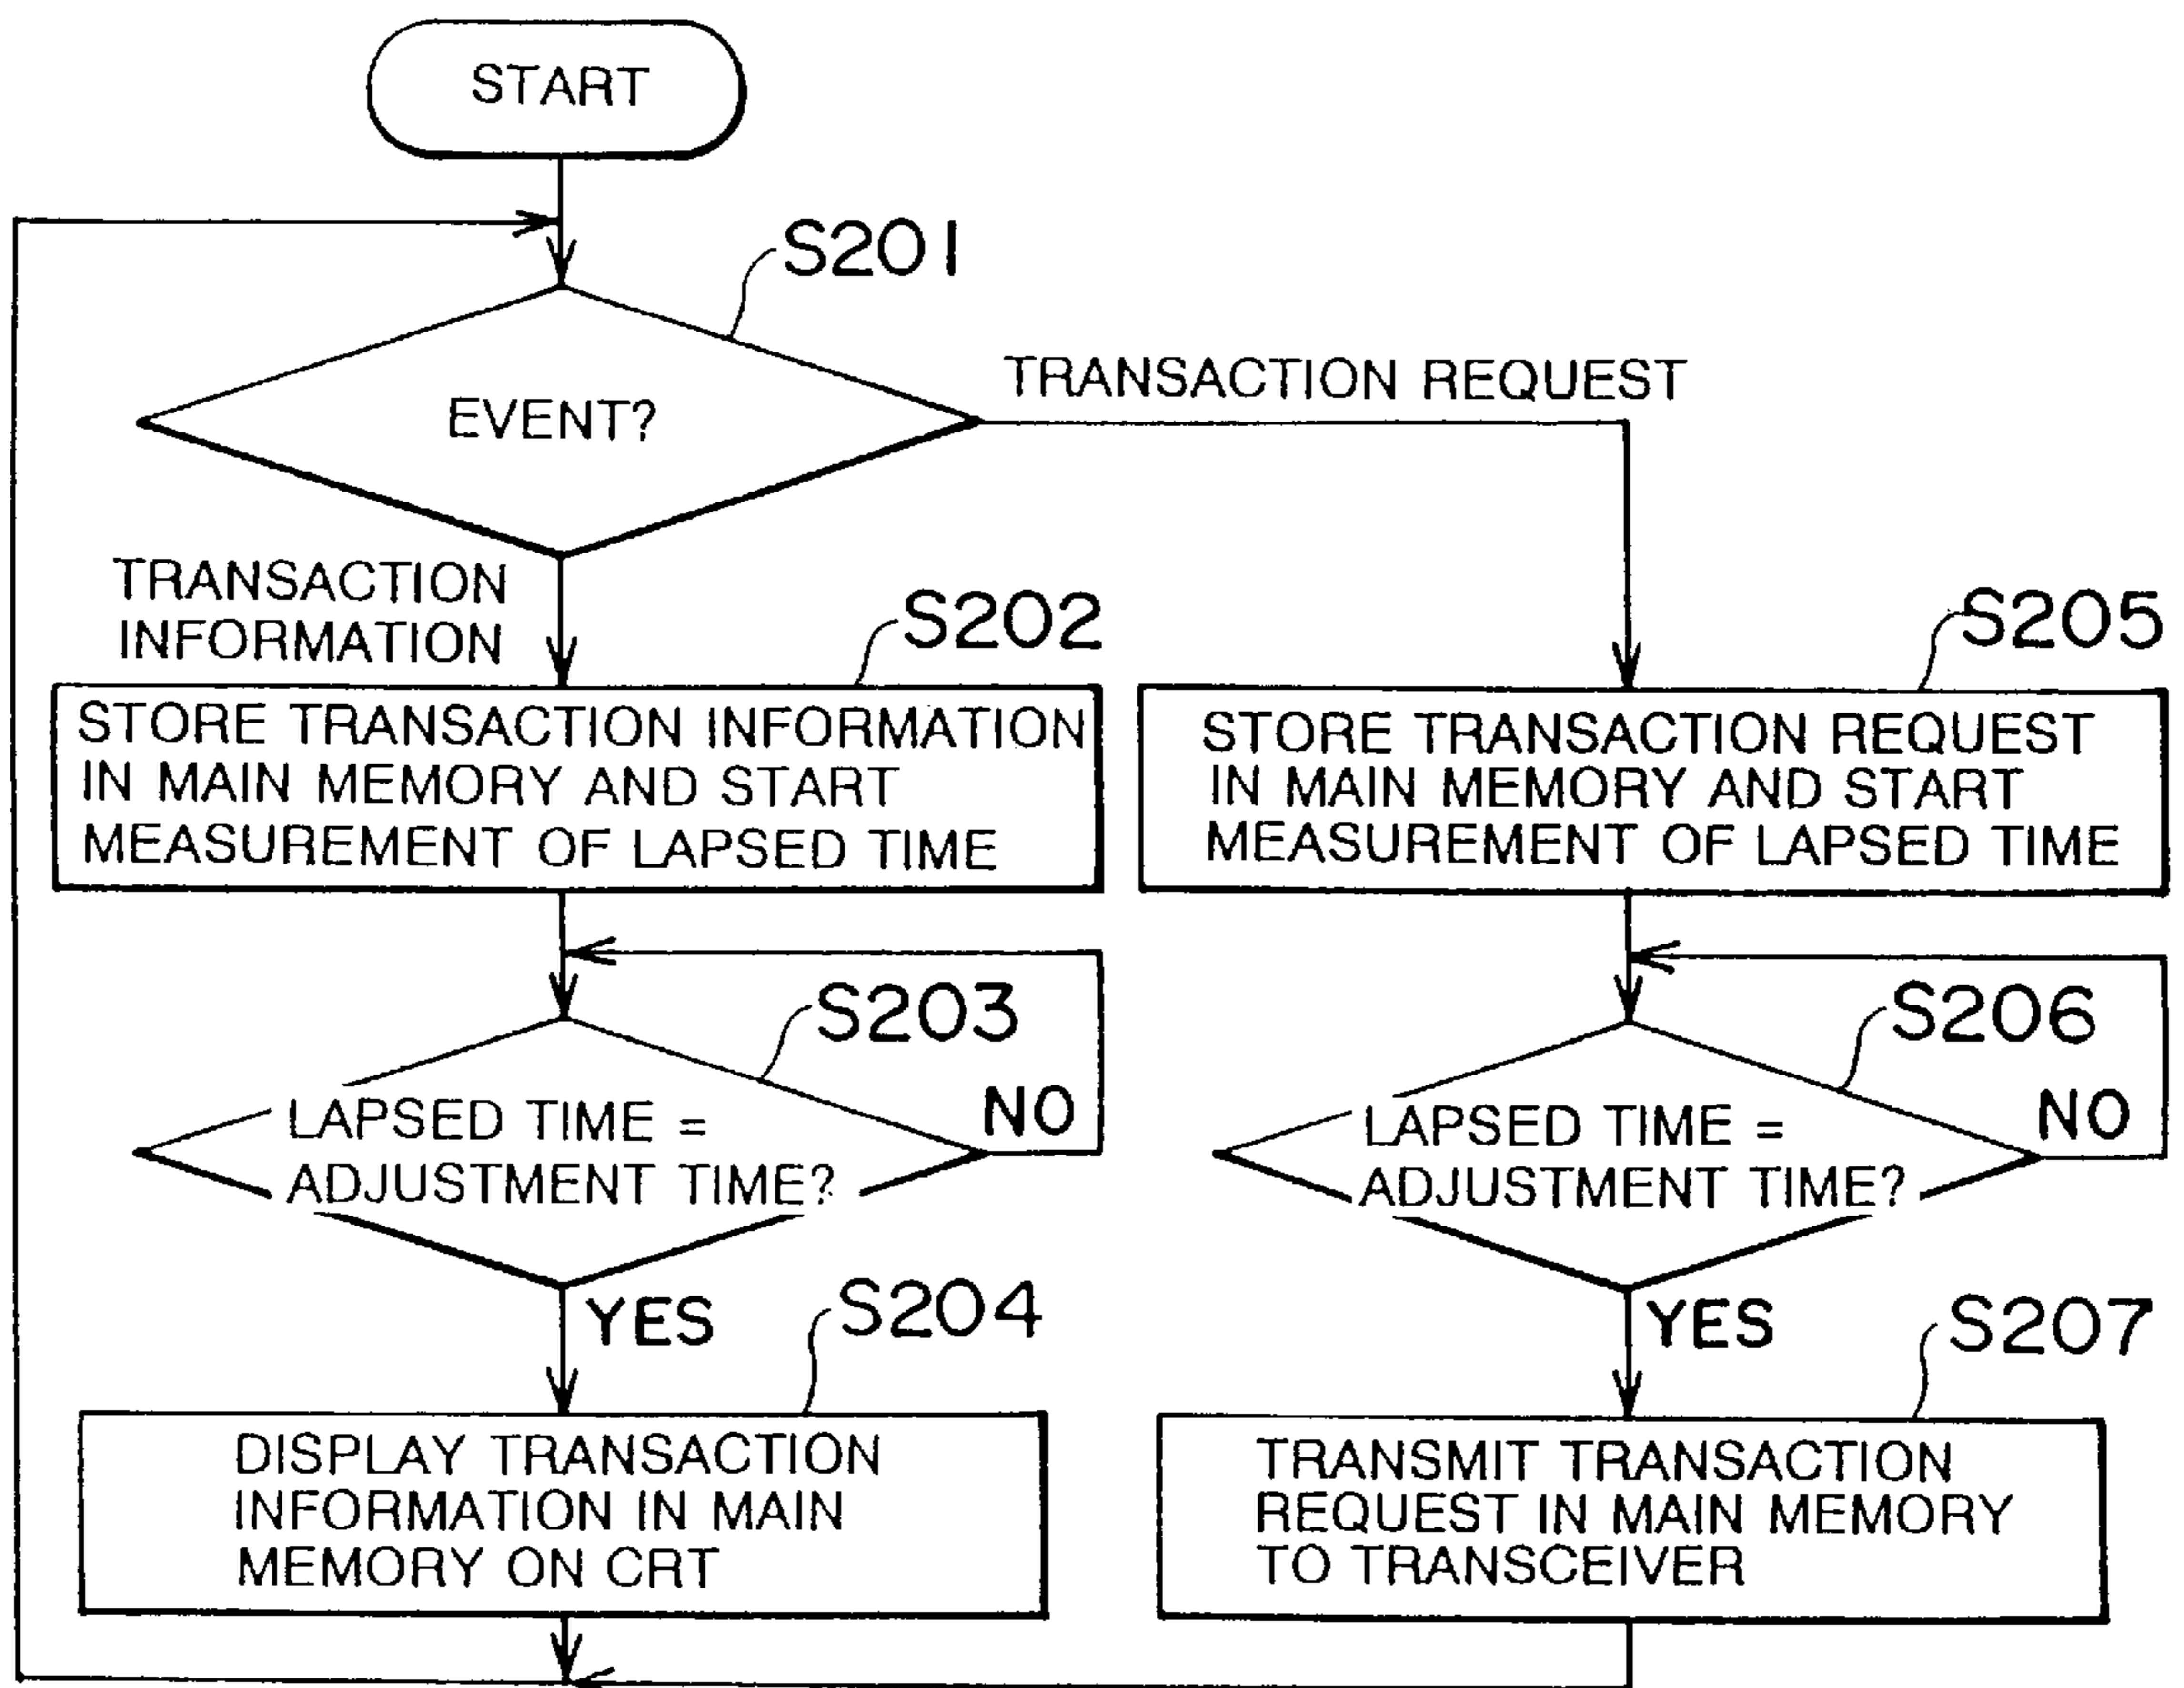 START
S201
EVENT?
TRANSACTION REQUEST
TRANSACTION
INFORMATION
S202
STORE TRANSACTION INFORMATION
IN MAIN MEMORY AND START
MEASUREMENT OF LAPSED TIME
S205
STORE TRANSACTION REQUEST
IN MAIN MEMORY AND START
MEASUREMENT OF LAPSED TIME
S203
LAPSED TIME =
ADJUSTMENT TIME?
NO
YES
S206
LAPSED TIME =
ADJUSTMENT TIME?
NO
YES
S204
DISPLAY TRANSACTION
INFORMATION IN MAIN
MEMORY ON CRT
S207
TRANSMIT TRANSACTION
REQUEST IN MAIN MEMORY
TO TRANSCEIVER